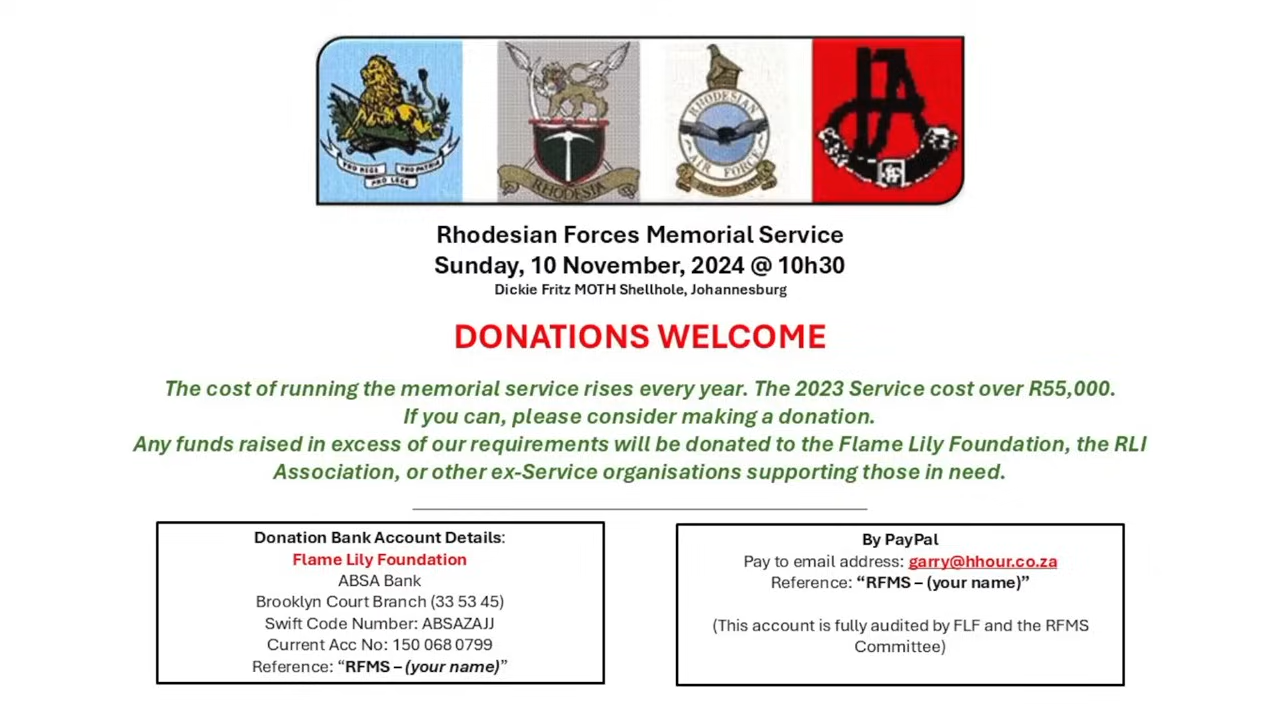 PRO REGE PRO PATRIA
PRO LEGE
RHODESIA
RHODESIAN
AIR FORCE
Rhodesian Forces Memorial Service
Sunday, 10 November, 2024 @ 10h30
Dickie Fritz MOTH Shellhole, Johannesburg
DONATIONS WELCOME
The cost of running the memorial service rises every year. The 2023 Service cost over R55,000.
If you can, please consider making a donation.
Any funds raised in excess of our requirements will be donated to the Flame Lily Foundation, the RLI
Association, or other ex-Service organisations supporting those in need.
Donation Bank Account Details:
Flame Lily Foundation
ABSA Bank
Brooklyn Court Branch (33 53 45)
Swift Code Number: ABSAZAJJ
Current Acc No: 150 068 0799
Reference: “RFMS – (your name)”
By PayPal
Pay to email address: garry@hhour.co.za
Reference: “RFMS – (your name)”
(This account is fully audited by FLF and the RFMS
Committee)